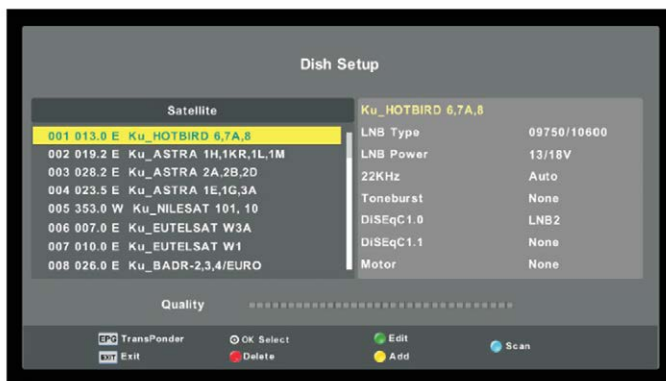 Dish Setup
Satellite
001 013.0 E Ku_HOTBIRD 6,7A,8
002 019.2 E Ku_ASTRA 1H,1KR,1L,1M
003 028.2 E Ku_ASTRA 2A,2B,2D
004 023.5 E Ku_ASTRA 1E,1G,3A
005 353.0 W Ku_NILESAT 101, 10
006 007.0 E Ku_EUTELSAT W3A
007 010.0 E Ku_EUTELSAT W1
008 026.0 E Ku_BADR-2,3,4/EURO
Ku_HOTBIRD 6,7A,8
LNB Type 09750/10600
LNB Power 13/18V
22KHz Auto
Toneburst None
DiSEqC1.0 LNB2
DiSEqC1.1 None
Motor None
Quality
EPG TransPonder OK Select Edit Scan
EXIT Exit Delete Add